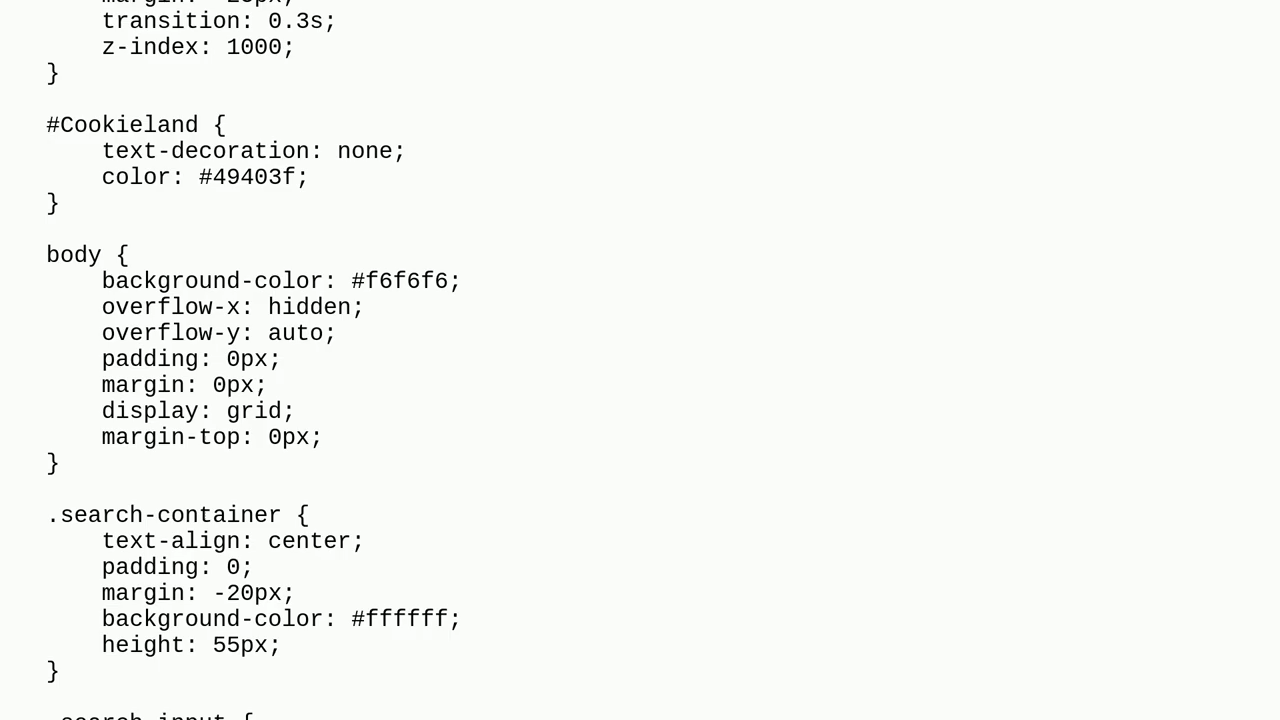 transition: 0.3s;
z-index: 1000;
}
#Cookieland {
text-decoration: none;
color: #49403f;
}
body {
background-color: #f6f6f6;
overflow-x: hidden;
overflow-y: auto;
padding: 0px;
margin: 0px;
display: grid;
margin-top: 0px;
}
.search-container {
text-align: center;
padding: 0;
margin: -20px;
background-color: #ffffff;
height: 55px;
}
.search-input {